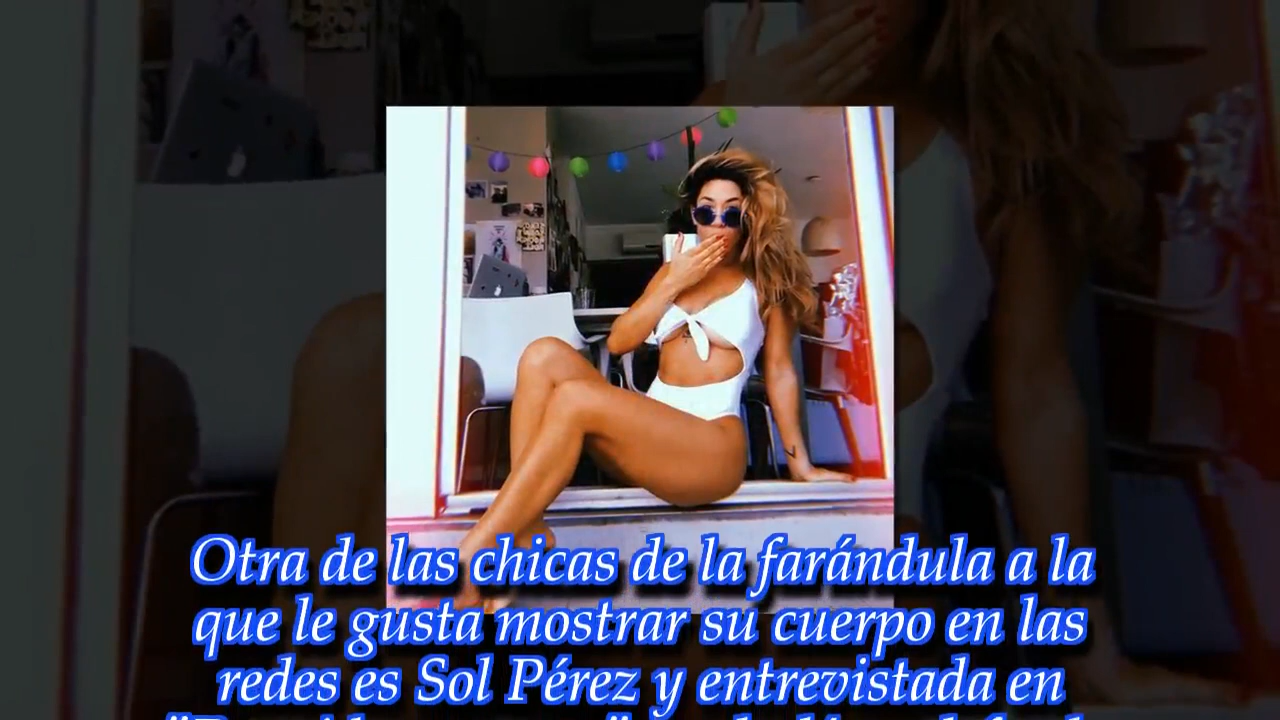 Otra de las chicas de la farándula a la
que le gusta mostrar su cuerpo en las
redes es Sol Pérez y entrevistada en